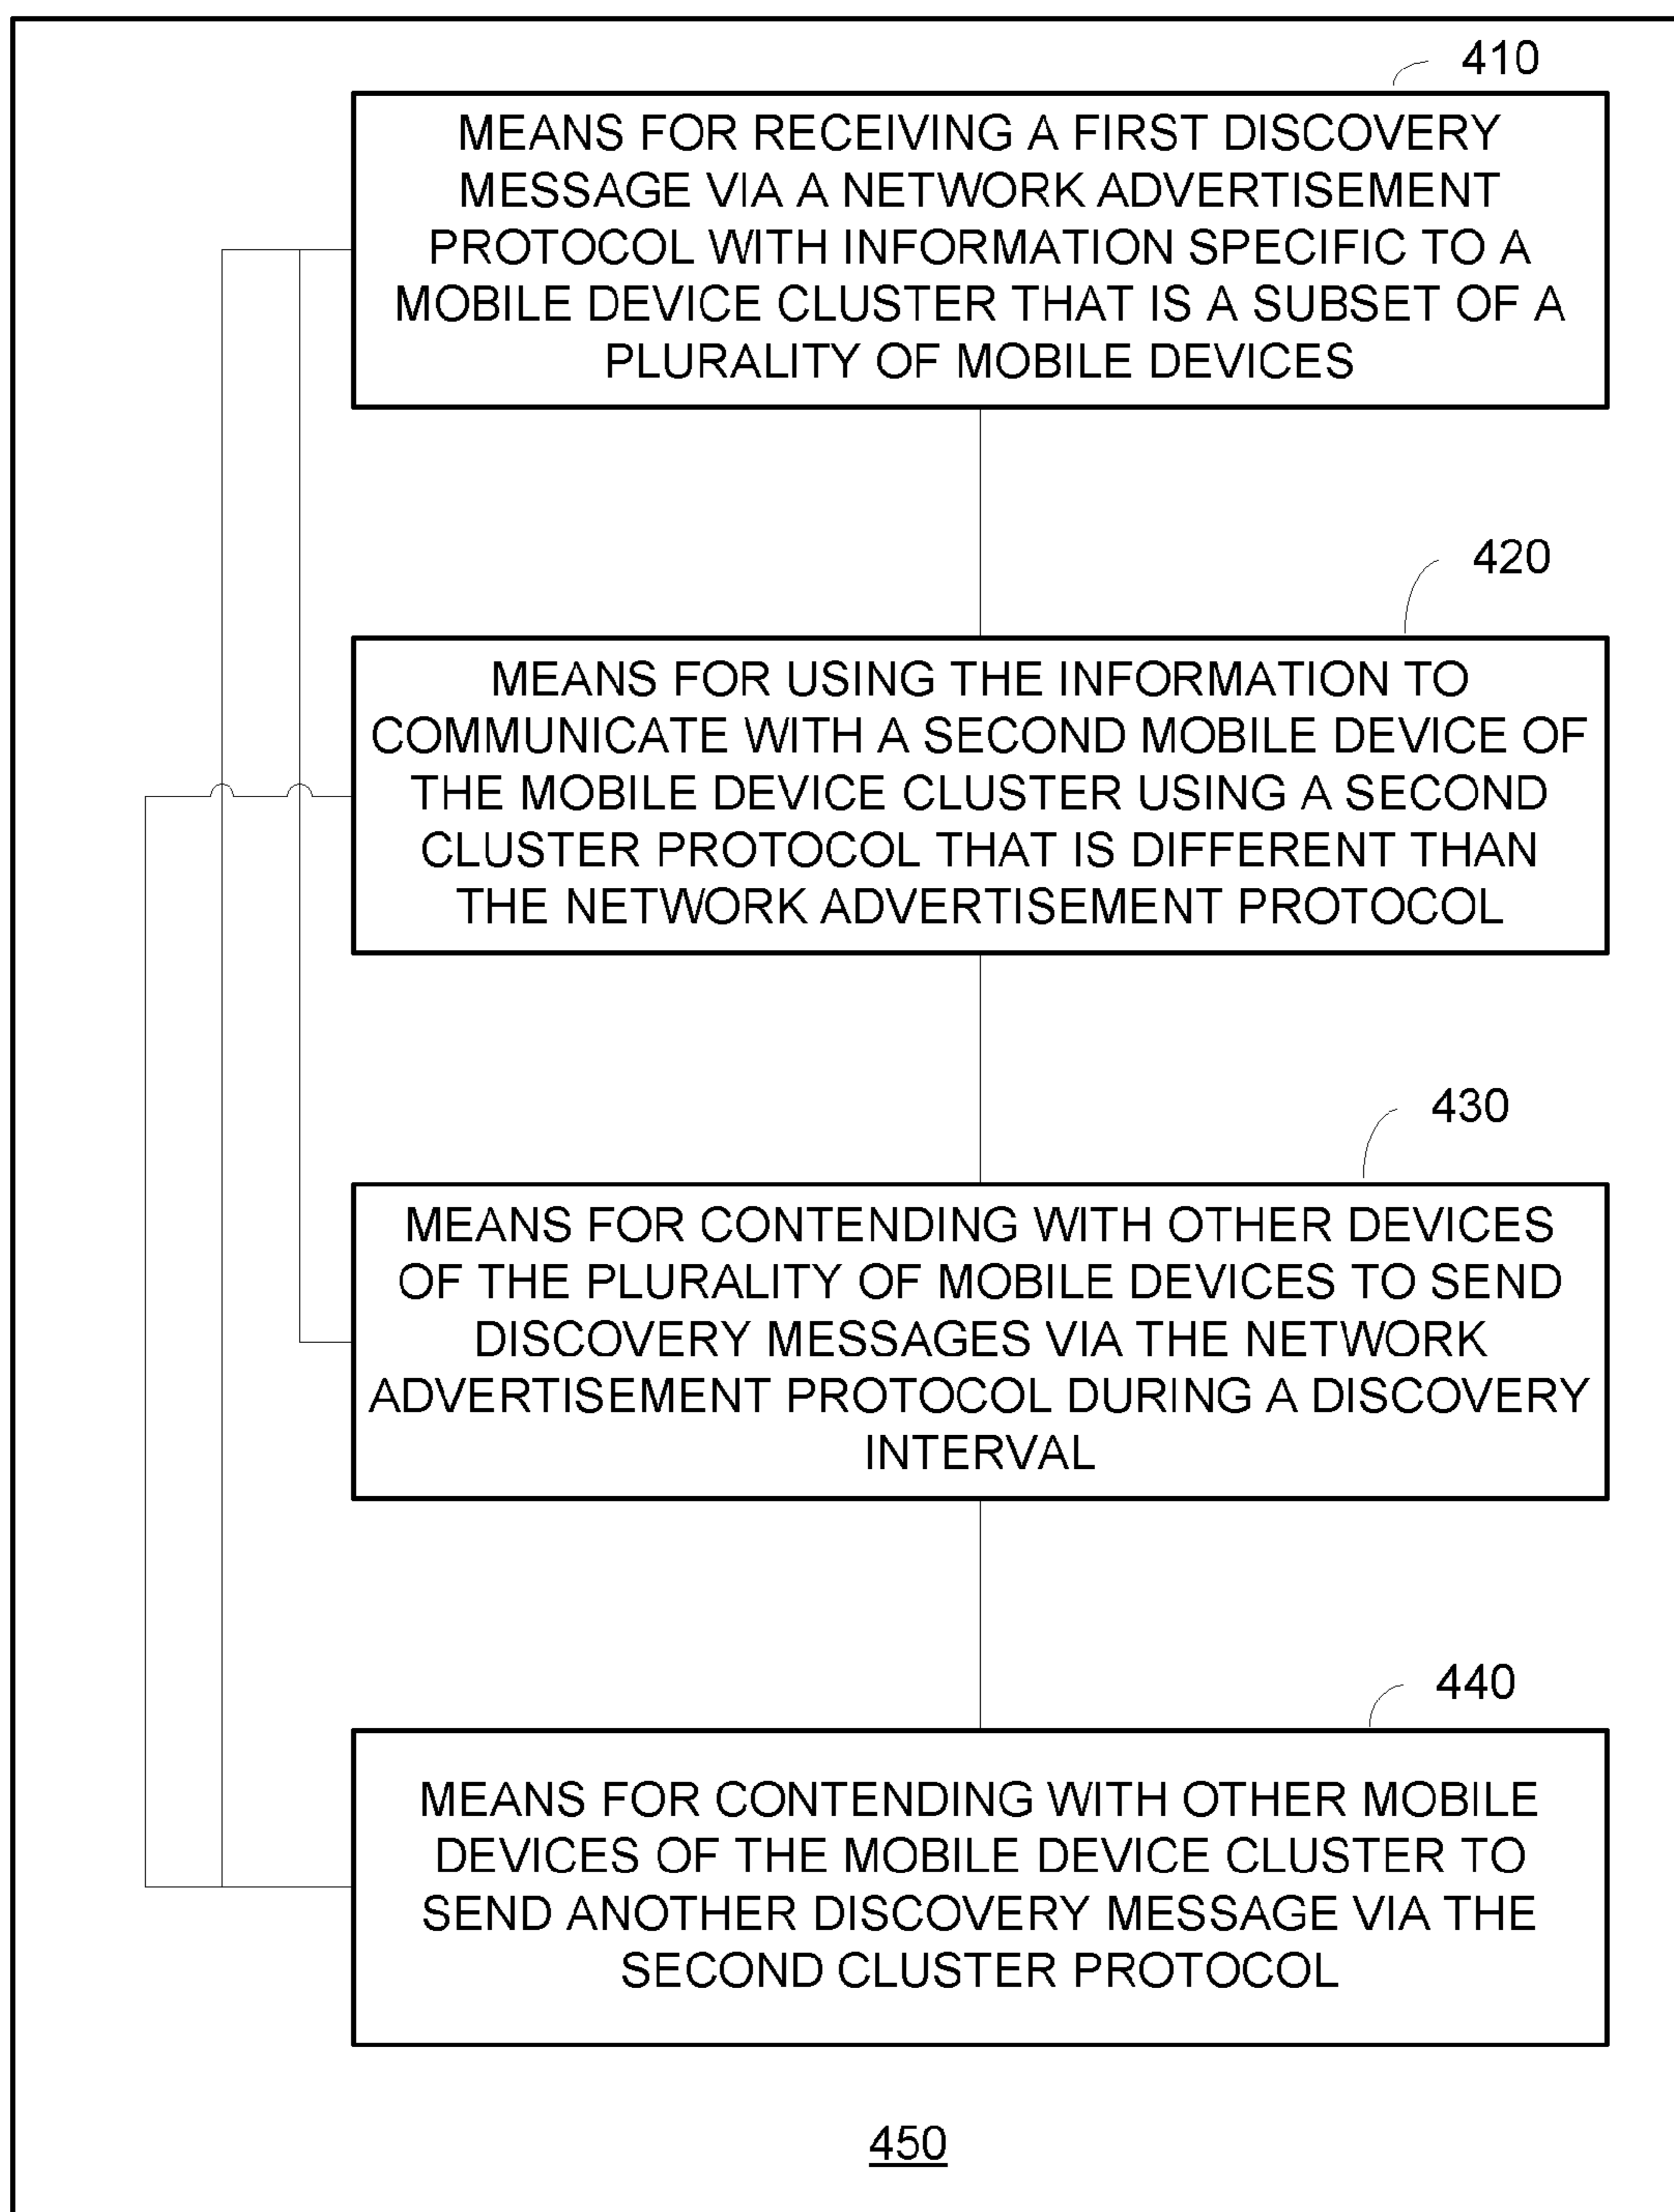 410
MEANS FOR RECEIVING A FIRST DISCOVERY
MESSAGE VIA A NETWORK ADVERTISEMENT
PROTOCOL WITH INFORMATION SPECIFIC TO A
MOBILE DEVICE CLUSTER THAT IS A SUBSET OF A
PLURALITY OF MOBILE DEVICES
420
MEANS FOR USING THE INFORMATION TO
COMMUNICATE WITH A SECOND MOBILE DEVICE OF
THE MOBILE DEVICE CLUSTER USING A SECOND
CLUSTER PROTOCOL THAT IS DIFFERENT THAN
THE NETWORK ADVERTISEMENT PROTOCOL
430
MEANS FOR CONTENDING WITH OTHER DEVICES
OF THE PLURALITY OF MOBILE DEVICES TO SEND
DISCOVERY MESSAGES VIA THE NETWORK
ADVERTISEMENT PROTOCOL DURING A DISCOVERY
INTERVAL
440
MEANS FOR CONTENDING WITH OTHER MOBILE
DEVICES OF THE MOBILE DEVICE CLUSTER TO
SEND ANOTHER DISCOVERY MESSAGE VIA THE
SECOND CLUSTER PROTOCOL
450